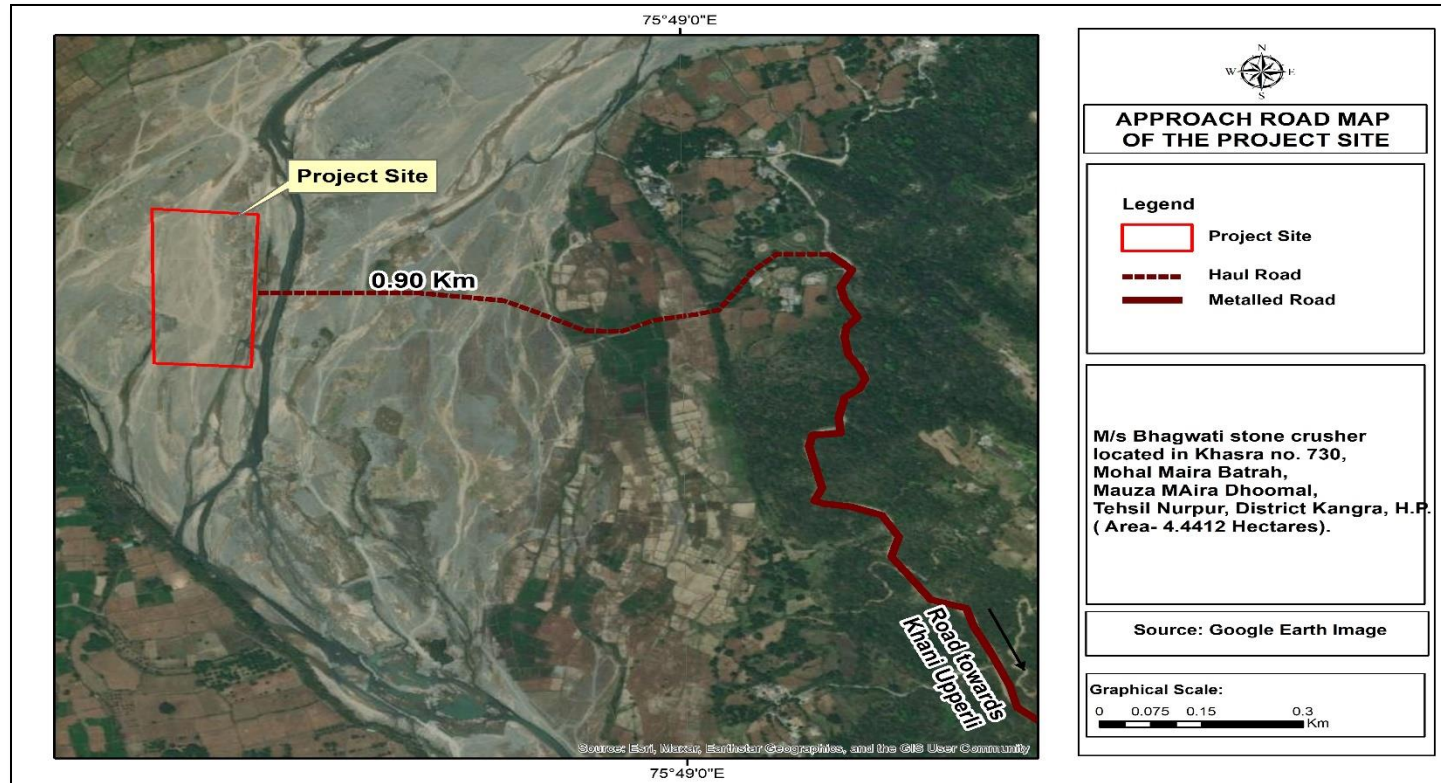 75°49'0"E
Project Site
0.90 Km
Road towards
Khani Upperli
Source: Esri, Maxar, Earthstar Geographics, and the GIS User Community
75°49'0"E
N
W E
S
APPROACH ROAD MAP
OF THE PROJECT SITE
Legend
Project Site
Haul Road
Metalled Road
M/s Bhagwati stone crusher
located in Khasra no. 730,
Mohal Maira Batrah,
Mauza MAira Dhoomal,
Tehsil Nurpur, District Kangra, H.P.
( Area- 4.4412 Hectares).
Source: Google Earth Image
Graphical Scale:
0 0.075 0.15 0.3
Km